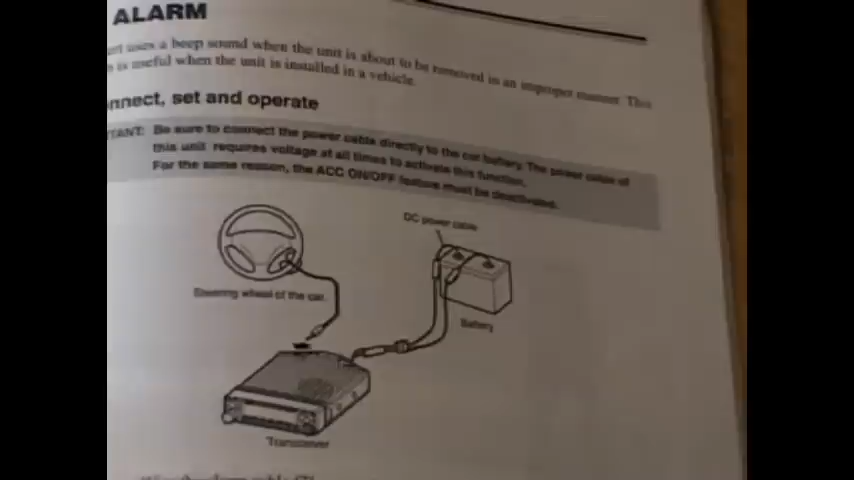 ALARM
uses a beep sound when the unit is about to be removed in an improper manner. This
is useful when the unit is installed in a vehicle.
nnect, set and operate
TANT: Be sure to connect the power cable directly to the car battery. The power cable of
this unit requires voltage at all times to activate this function.
For the same reason, the ACC ON/OFF feature must be deactivated.
DC power cable
Steering wheel of the car.
Battery
Transceiver